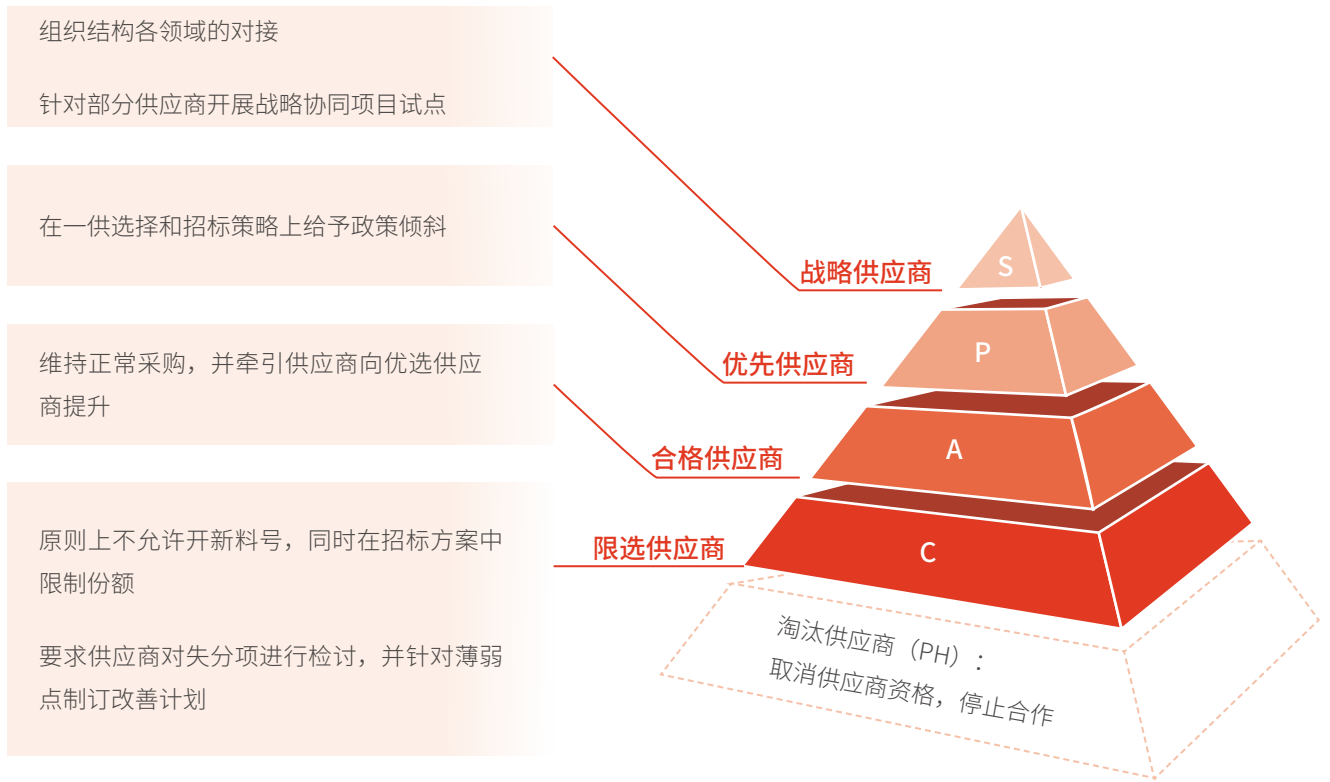 组织结构各领域的对接
针对部分供应商开展战略协同项目试点
战略供应商
S
在一供选择和招标策略上给予政策倾斜
优先供应商
P
维持正常采购，并牵引供应商向优选供应
商提升
合格供应商
A
原则上不允许开新料号，同时在招标方案中
限制份额
要求供应商对失分项进行检讨，并针对薄弱
点制订改善计划
限选供应商
C
淘汰供应商（PH）：
取消供应商资格，停止合作